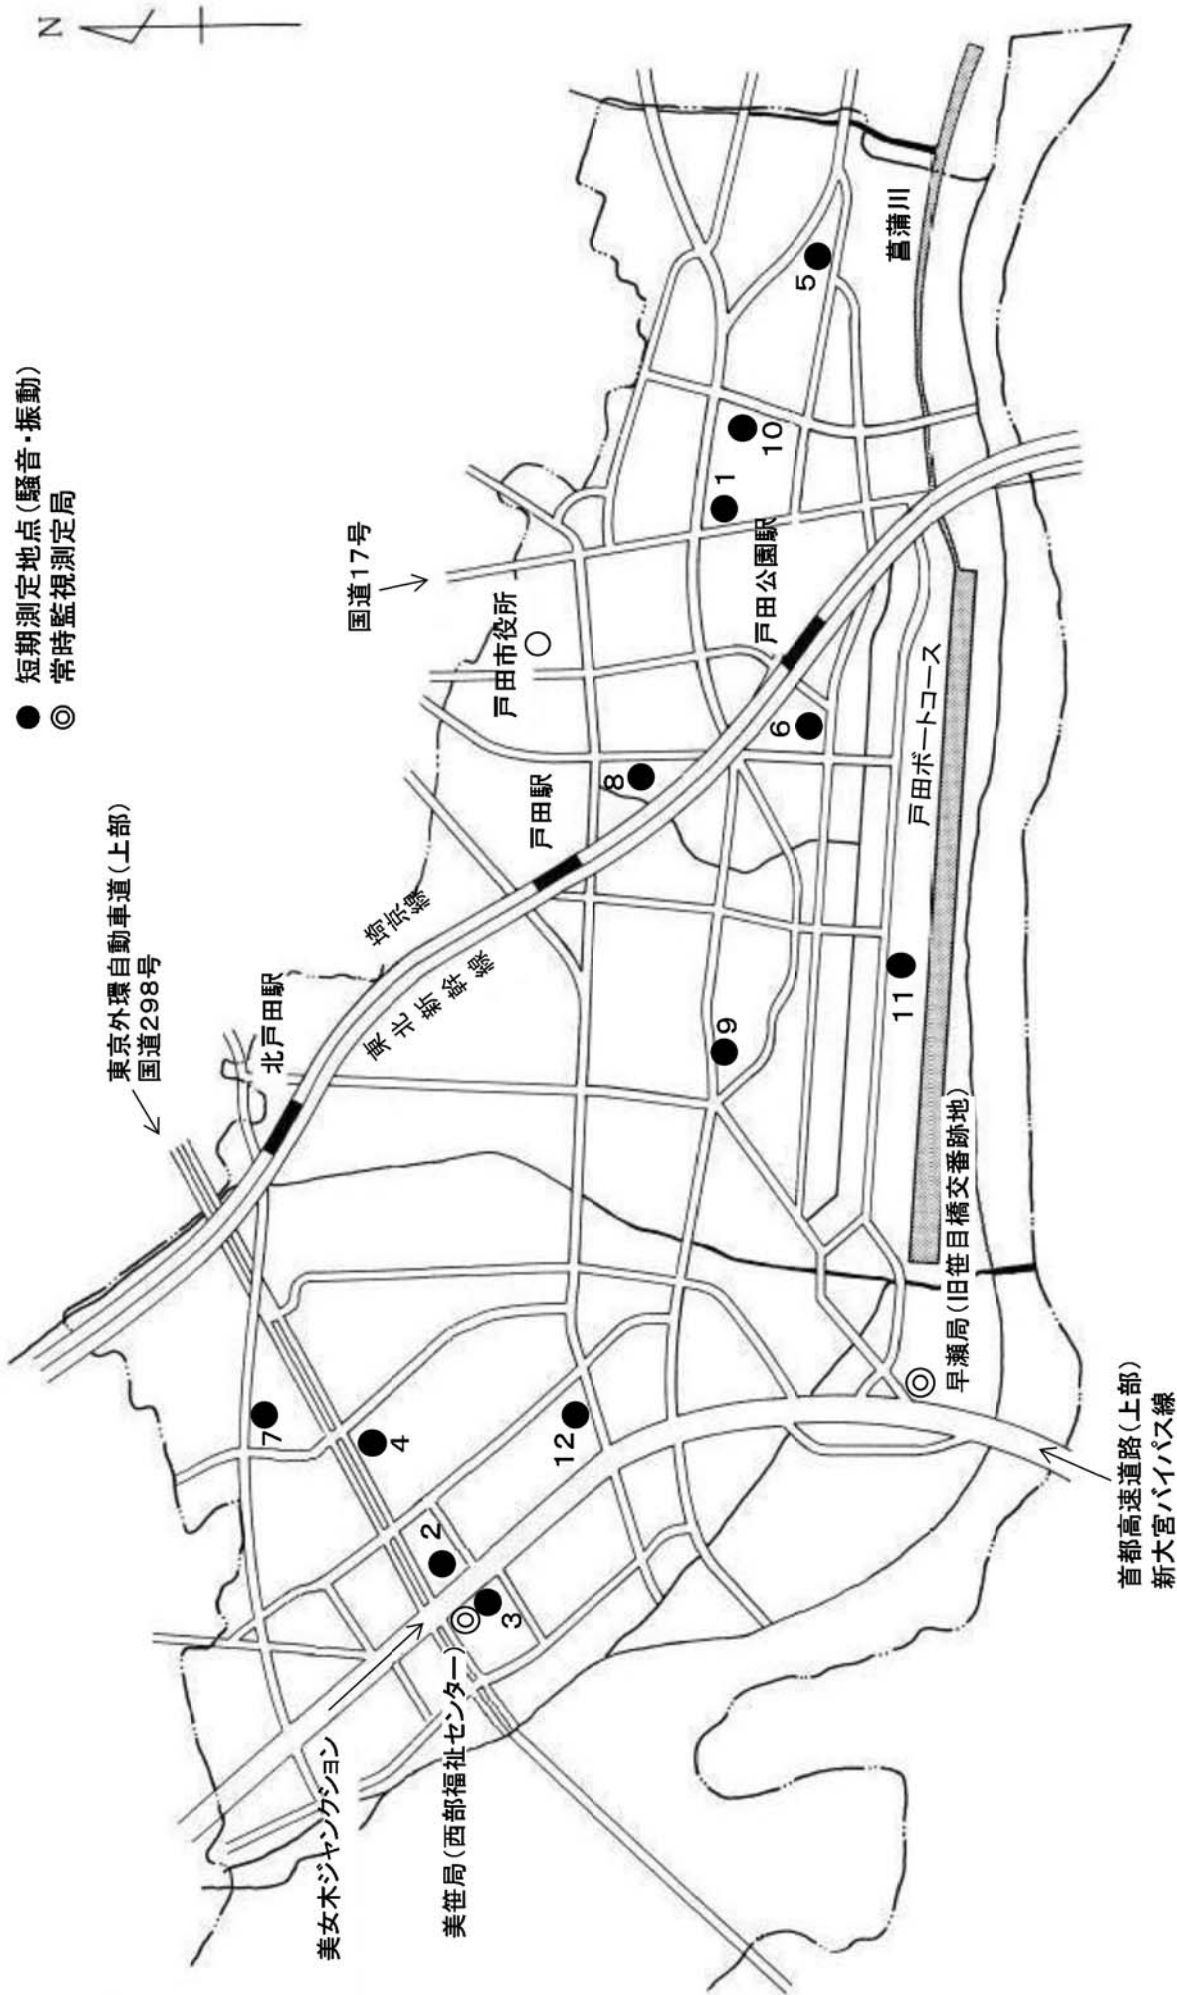 N
● 短期測定地点(騒音・振動)
◎ 常時監視測定局
東京外環自動車道(上部)
国道298号
国道17号
北戸田駅
埼京線
東北新幹線
戸田駅
戸田市役所
戸田公園駅
菖蒲川
戸田ボートコース
美女木ジャンクション
美笹局(西部福祉センター)
早瀬局(旧笹目橋交番跡地)
首都高速道路(上部)
新大宮バイパス線
7
4
2
3
12
9
11
8
6
1
10
5